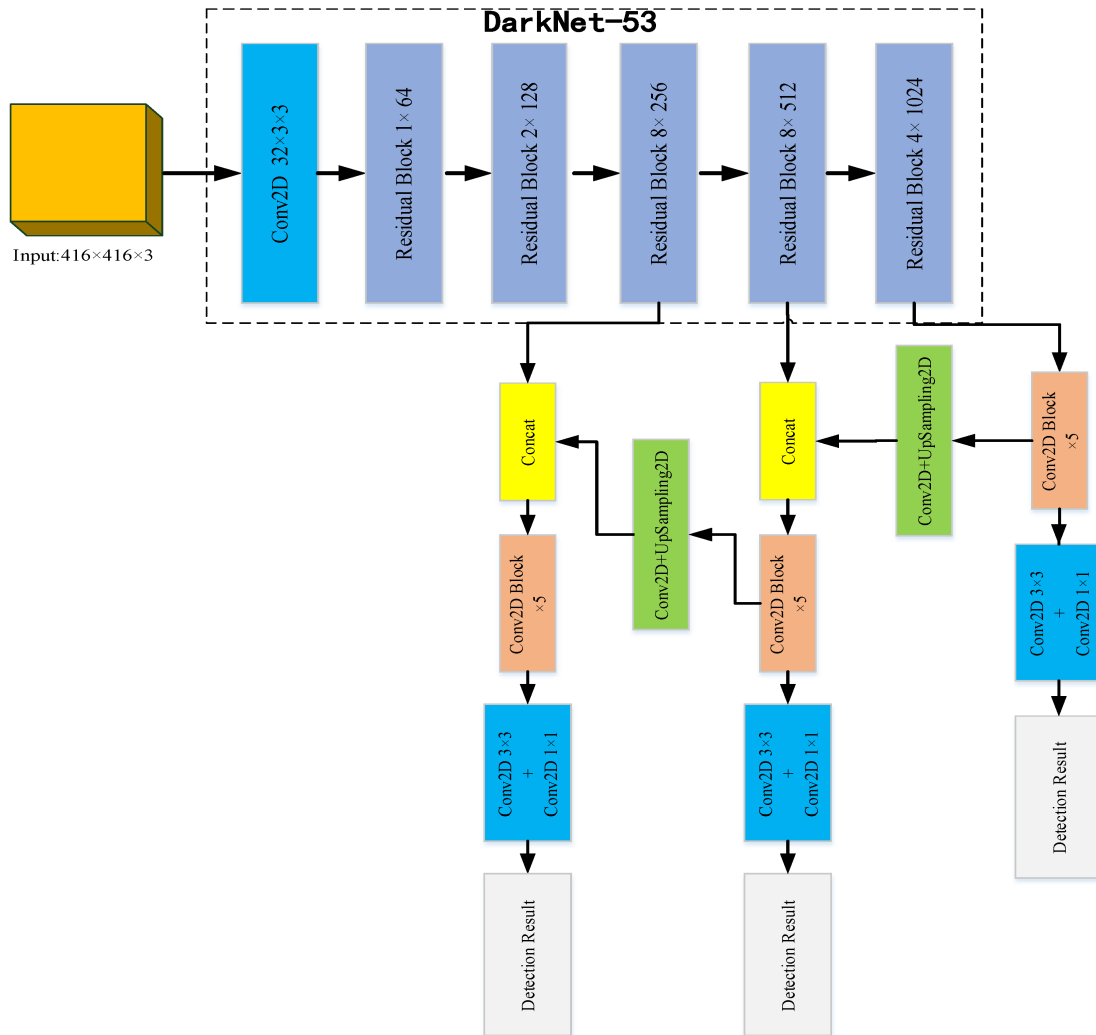 DarkNet-53
Input:416×416×3
Conv2D 32×3×3
Residual Block 1× 64
Residual Block 2× 128
Residual Block 8× 256
Residual Block 8× 512
Residual Block 4× 1024
Concat
Conv2D+UpSampling2D
Concat
Conv2D+UpSampling2D
Conv2D Block
×5
Conv2D Block
×5
Conv2D Block
×5
Conv2D 3×3
+
Conv2D 1×1
Conv2D 3×3
+
Conv2D 1×1
Conv2D 3×3
+
Conv2D 1×1
Detection Result
Detection Result
Detection Result